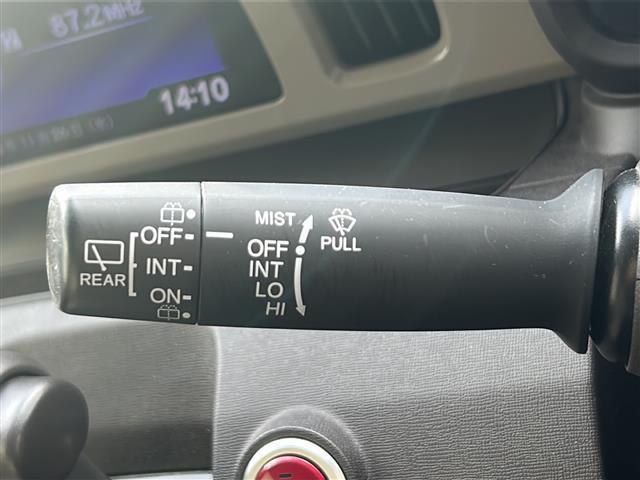 87.2MHz
14:10
MIST
OFF
INT
LO
HI
PULL
REAR
OFF
INT
ON